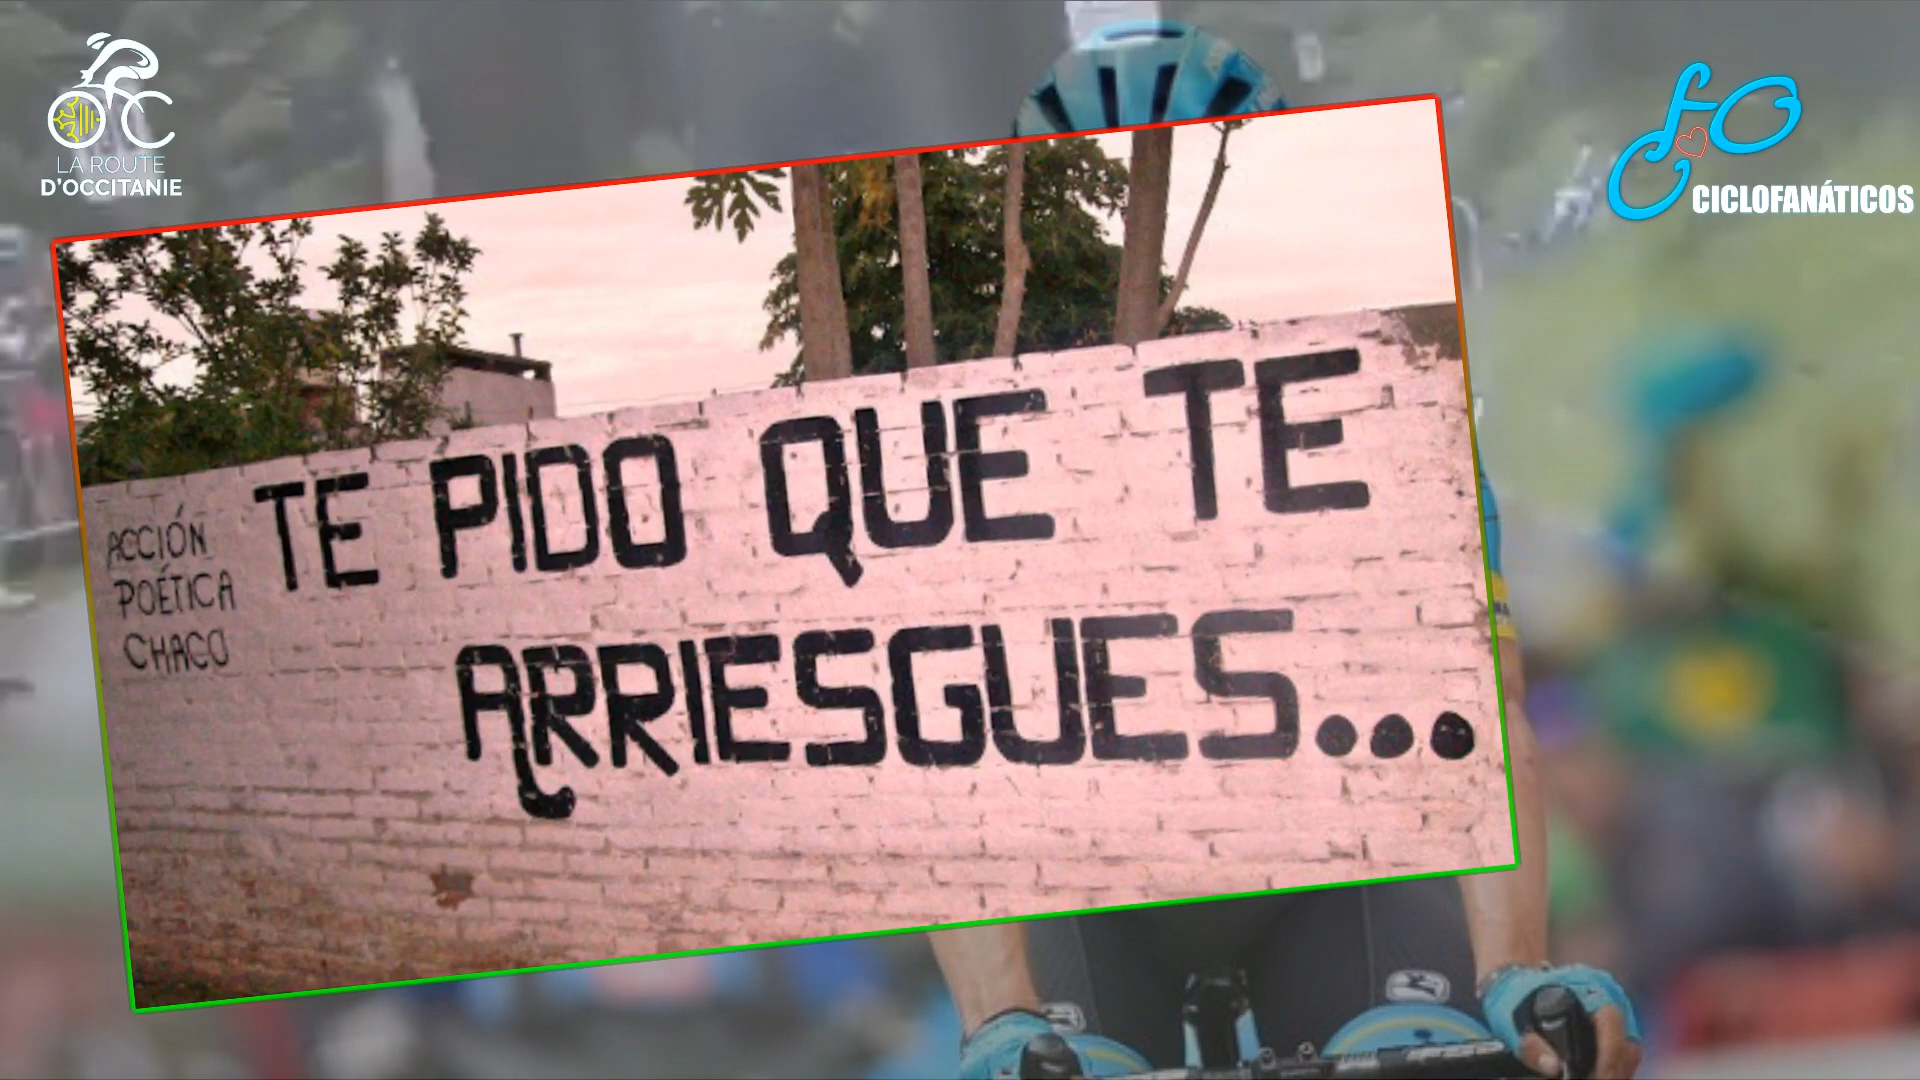 LA ROUTE
D'OCCITANIE
CICLOFANÁTICOS
ACCIÓN
POÉTICA
CHACO
TE PIDO QUE TE
ARRIESGUES...